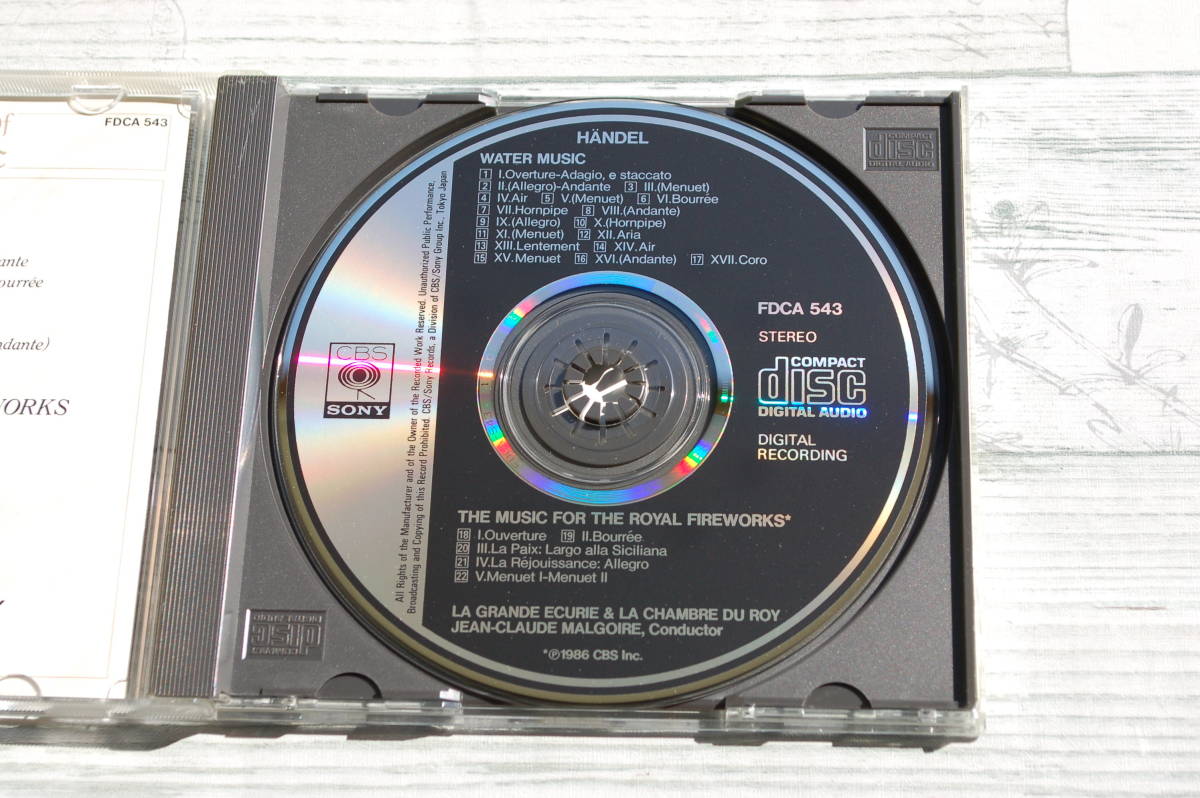 of
FDCA 543
ante
ourrée
ndante)
WORKS
HÄNDEL
WATER MUSIC
1 I.Overture-Adagio, e staccato
2 II.(Allegro)-Andante 3 III.(Menuet)
4 IV.Air 5 V.(Menuet) 6 VI.Bourrée
7 VII.Hornpipe 8 VIII.(Andante)
9 IX.(Allegro) 10 X.(Hornpipe)
11 XI.(Menuet) 12 XII.Aria
13 XIII.Lentement 14 XIV.Air
15 XV.Menuet 16 XVI.(Andante) 17 XVII.Coro
All Rights of the Manufacturer and of the Owner of the Recorded Work Reserved. Unauthorized Public Performance,
Broadcasting and Copying of this Record Prohibited. CBS/Sony Records, a Division of CBS/Sony Group Inc., Tokyo Japan
CBS
SONY
FDCA 543
STEREO
COMPACT
disc
DIGITAL AUDIO
DIGITAL
RECORDING
THE MUSIC FOR THE ROYAL FIREWORKS*
18 I.Ouverture 19 II.Bourrée
20 III.La Paix: Largo alla Siciliana
21 IV.La Réjouissance: Allegro
22 V.Menuet I-Menuet II
LA GRANDE ECURIE & LA CHAMBRE DU ROY
JEAN-CLAUDE MALGOIRE, Conductor
*℗1986 CBS Inc.
COMPACT
disc
DIGITAL AUDIO
COMPACT
disc
DIGITAL AUDIO